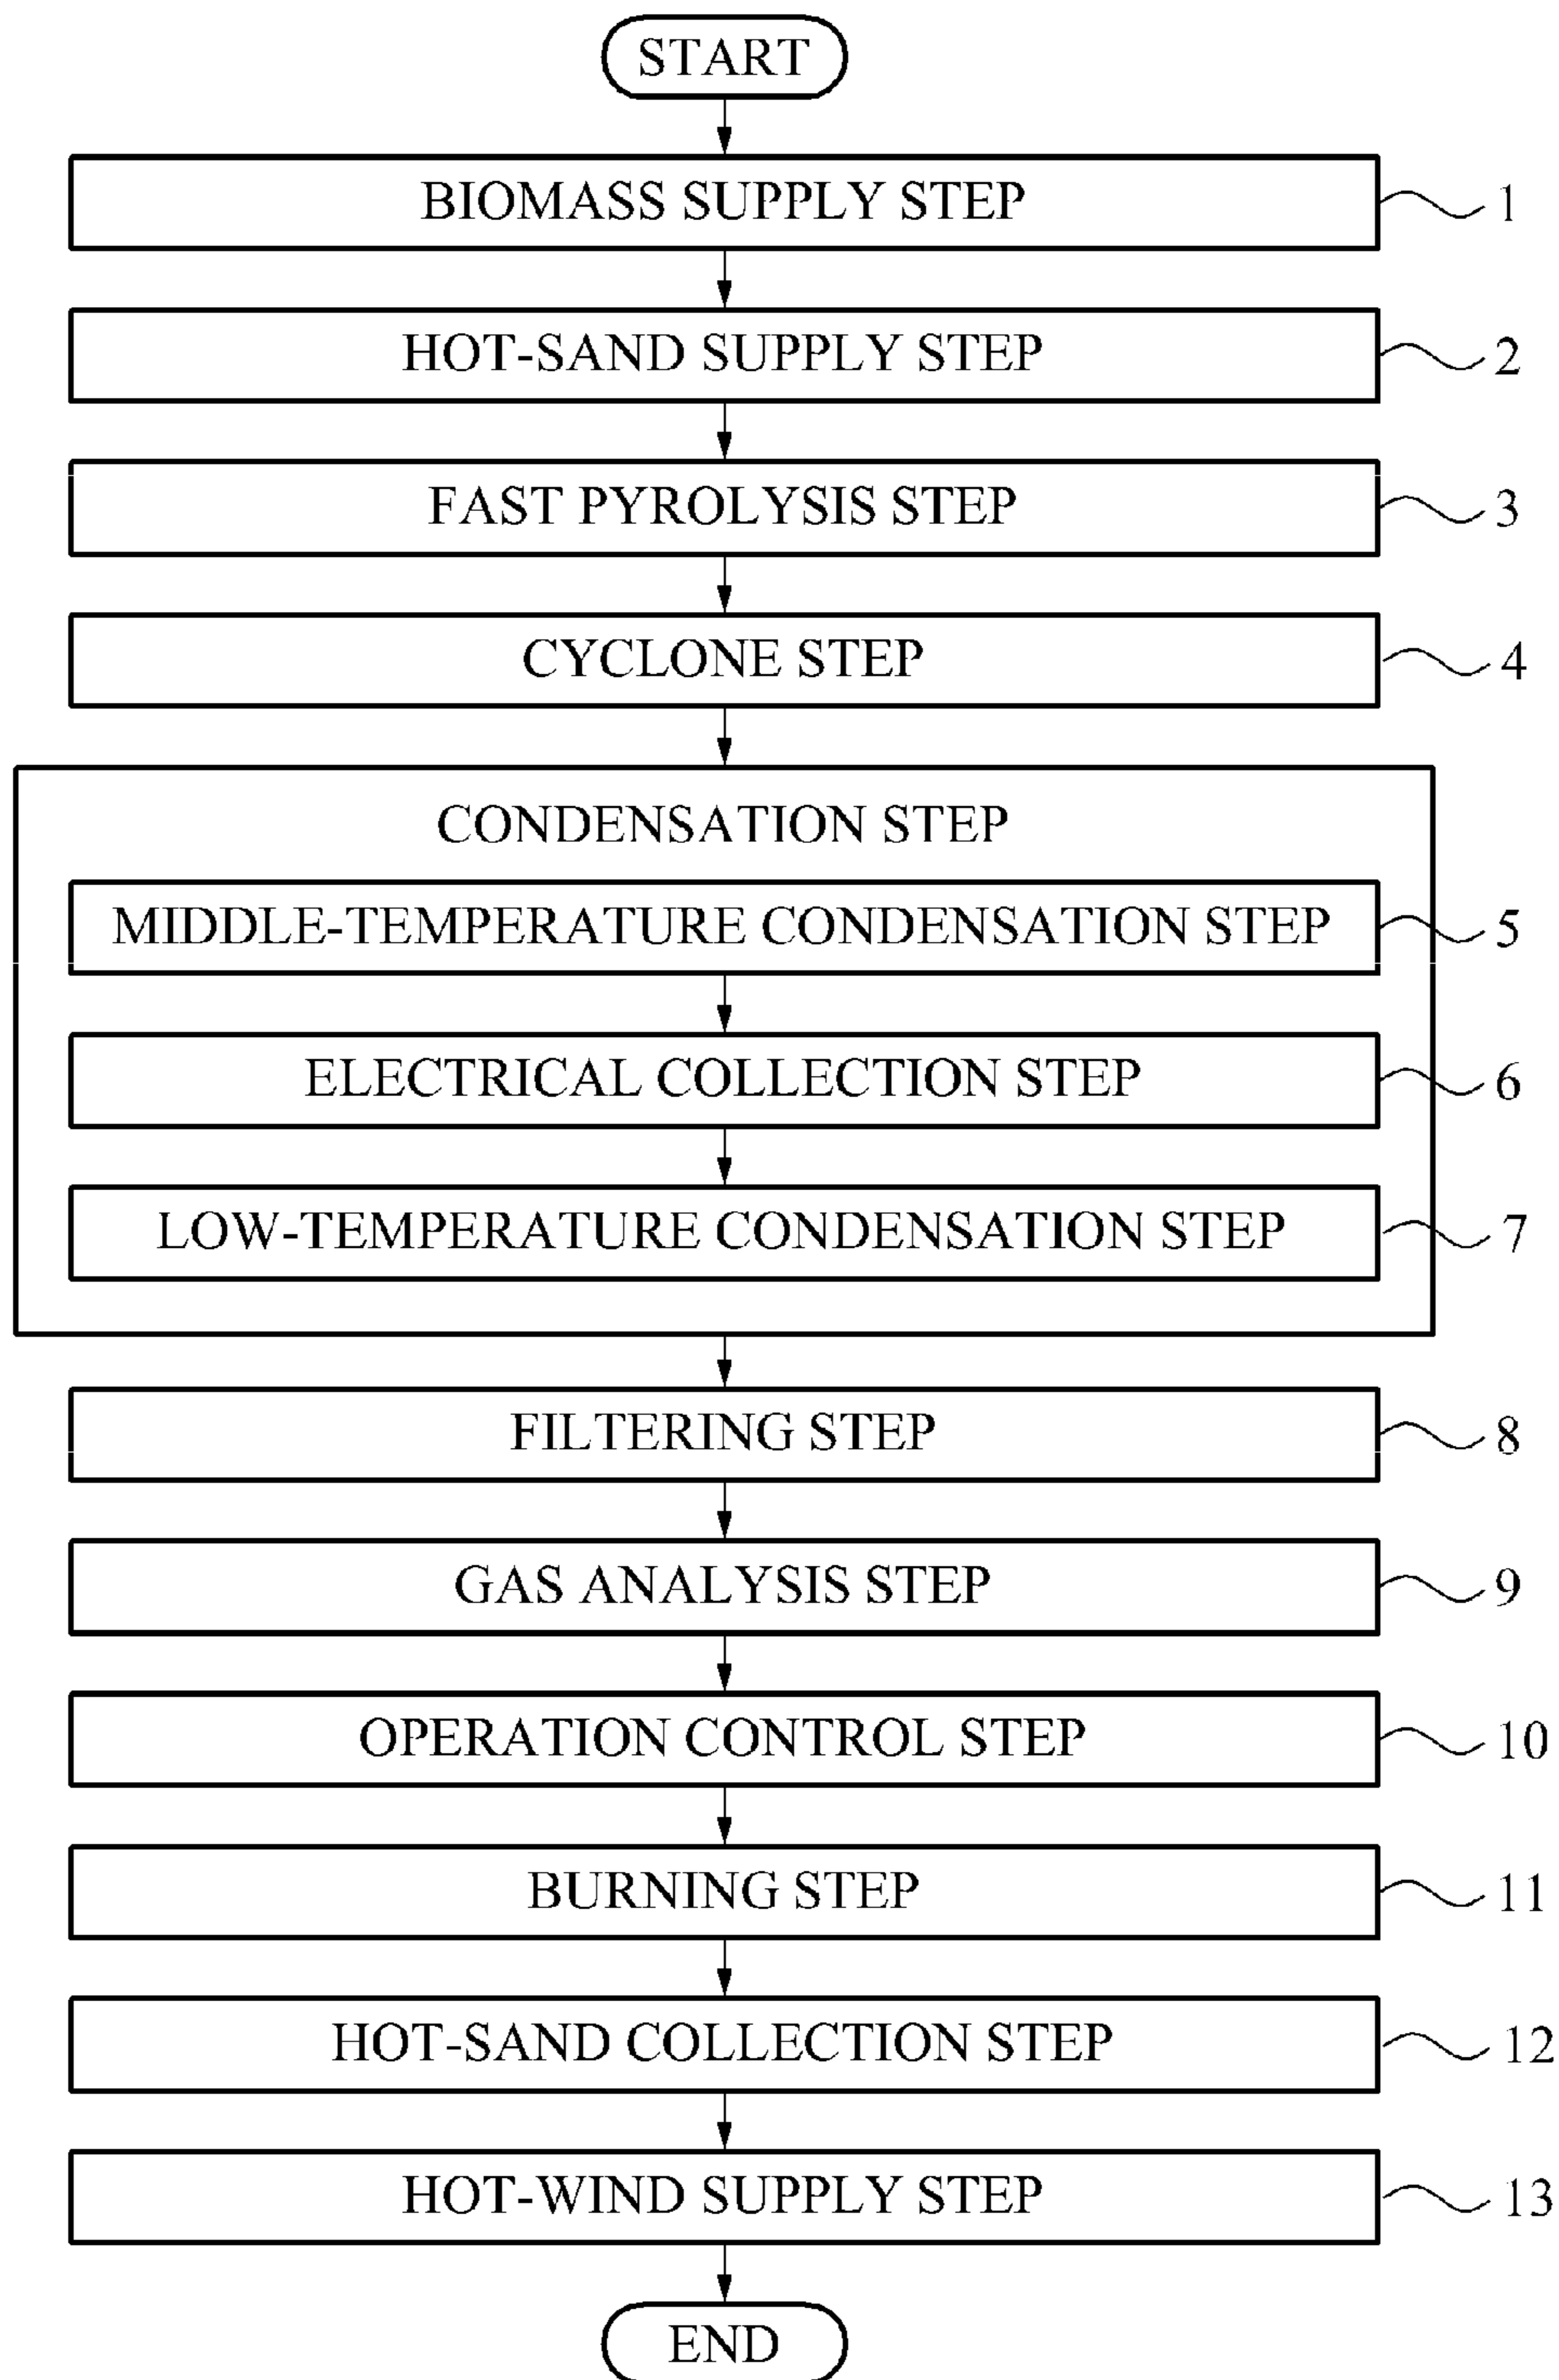 START
BIOMASS SUPPLY STEP 1
HOT-SAND SUPPLY STEP 2
FAST PYROLYSIS STEP 3
CYCLONE STEP 4
CONDENSATION STEP
MIDDLE-TEMPERATURE CONDENSATION STEP 5
ELECTRICAL COLLECTION STEP 6
LOW-TEMPERATURE CONDENSATION STEP 7
FILTERING STEP 8
GAS ANALYSIS STEP 9
OPERATION CONTROL STEP 10
BURNING STEP 11
HOT-SAND COLLECTION STEP 12
HOT-WIND SUPPLY STEP 13
END